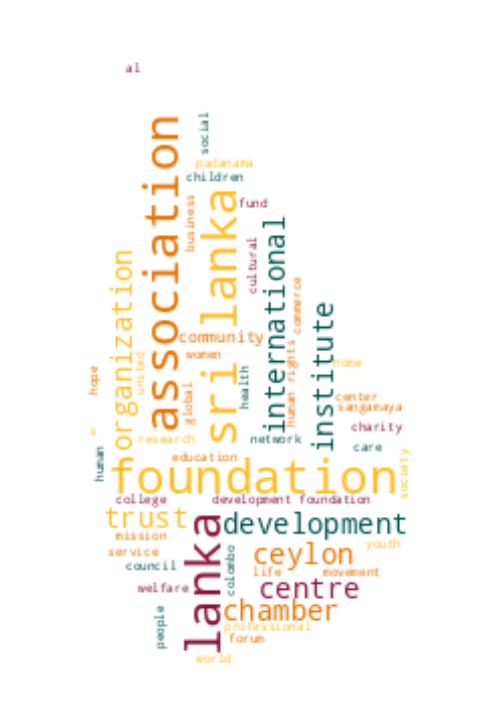 al
association
social
padanama
children
sri lanka
business
fund
international
cultural
organization
commerce
institute
community
united
women
human rights
home
hope
health
global
center
sangamaya
charity
research
network
care
human
education
society
foundation
college
development foundation
trust
lanka
development
mission
youth
service
ceylon
council
colombo
life
movement
welfare
centre
people
chamber
professional
forum
world